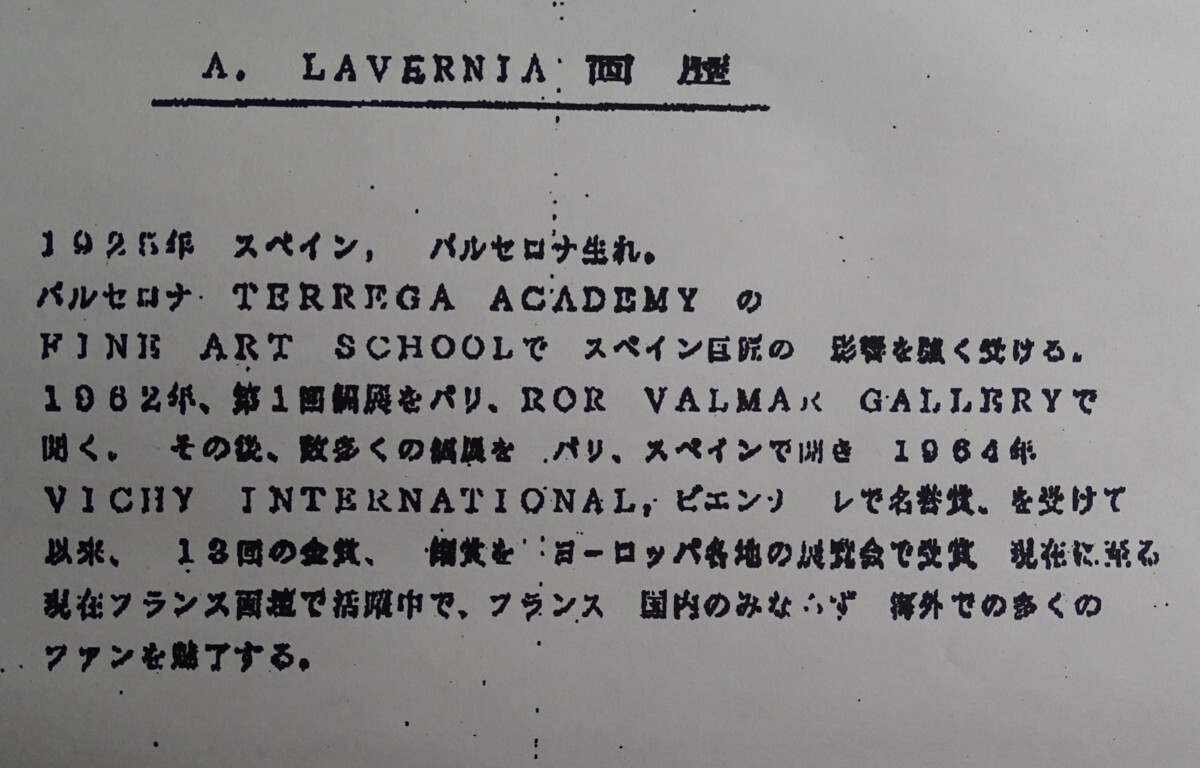 A. LAVERNIA 画 歴
1925年 スペイン, バルセロナ生れ。
バルセロナ TERREGA ACADEMY の
FINE ART SCHOOLで スペイン巨匠の 影響を強く受ける。
1962年、第1回個展をパリ、ROR VALMAR GALLERYで
開く。 その後、数多くの個展を パリ、スペインで開き 1964年
VICHY INTERNATIONAL, ビエンナレで名誉賞、を受けて
以来、 13回の金賞、 銀賞を ヨーロッパ各地の展覧会で受賞 現在に至る
現在フランス画壇で活躍中で、フランス 国内のみならず 海外での多くの
ファンを魅了する。